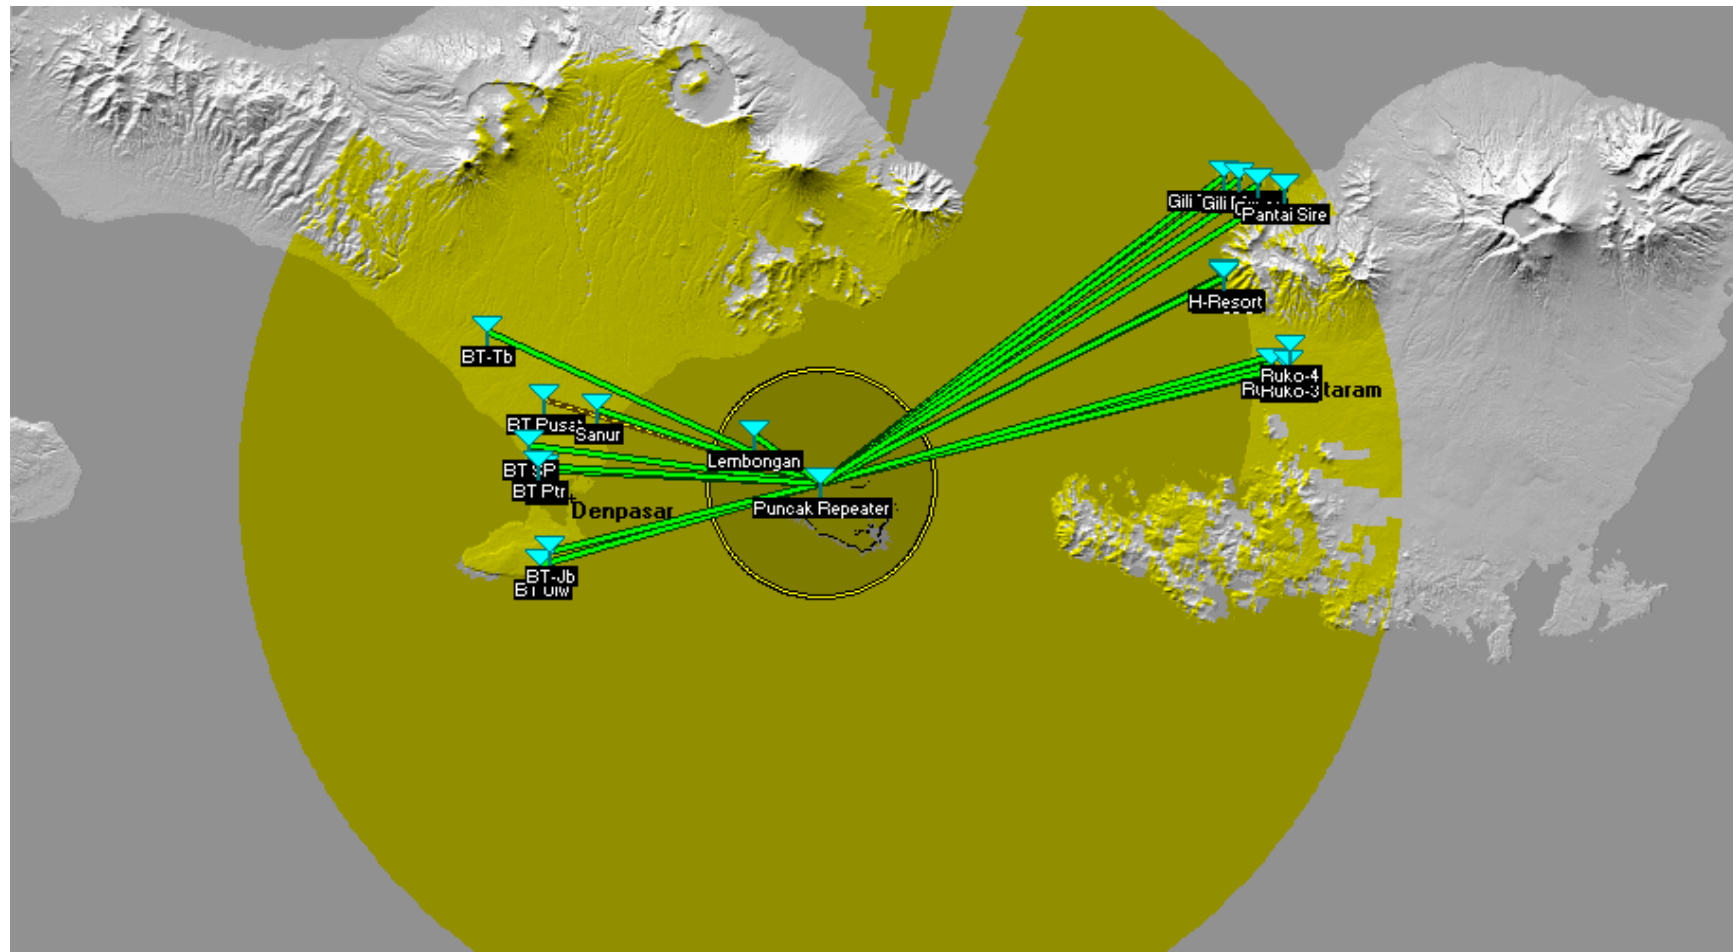 Gili
Gili
Pantai Sire
H-Resort
BT-Tb
Ruko-4
Ruko-3
taram
BT Pusat
Sanur
Lembongan
BT SP
BT Ptr
Puncak Repeater
Denpasar
BT-Jb
BT Ulw